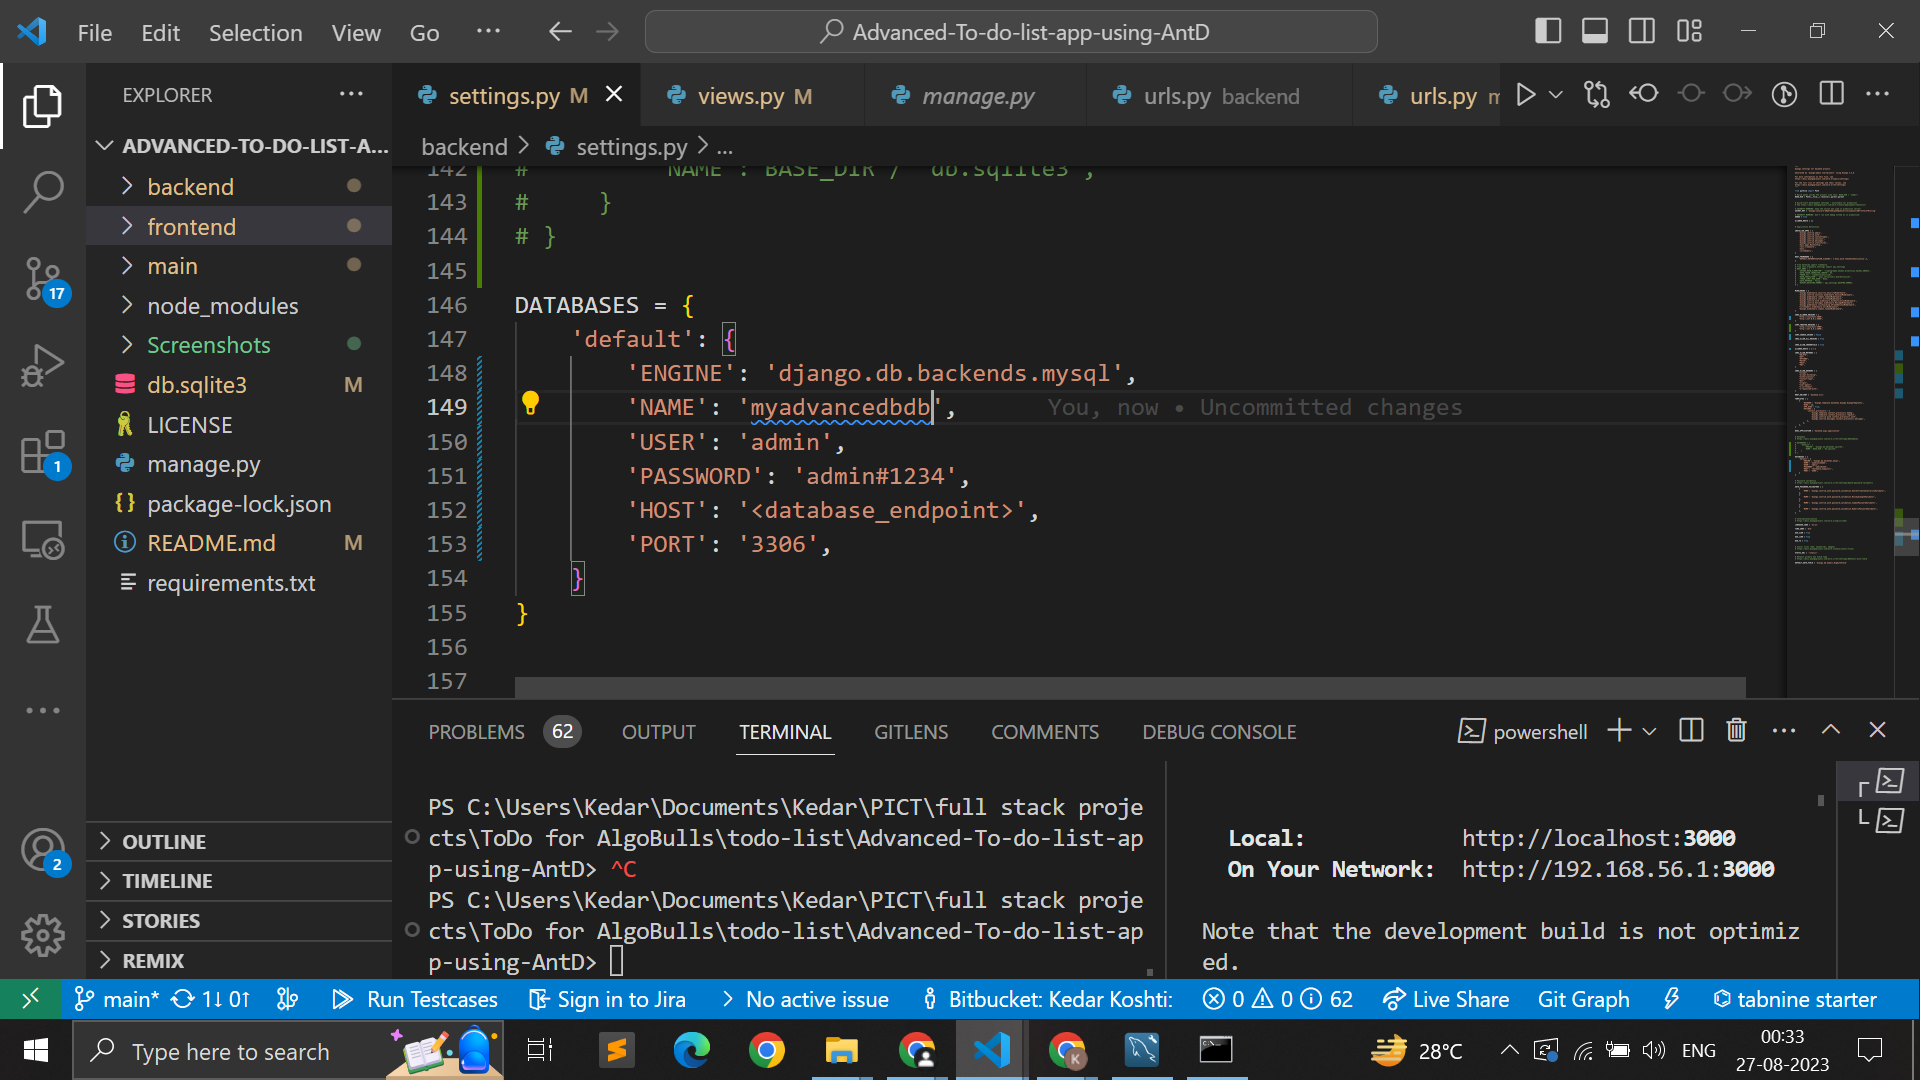 File Edit Selection View Go ··· Advanced-To-do-list-app-using-AntD
EXPLORER ···
ADVANCED-TO-DO-LIST-A...
backend
frontend
main
node_modules
Screenshots
db.sqlite3 M
LICENSE
manage.py
package-lock.json
README.md M
requirements.txt
OUTLINE
TIMELINE
STORIES
REMIX
17
1
2
settings.py M views.py M manage.py urls.py backend urls.py
backend > settings.py > ...
142 # 'NAME': BASE_DIR / 'db.sqlite3',
143 # }
144 # }
145
146 DATABASES = {
147 'default': {
148 'ENGINE': 'django.db.backends.mysql',
149 'NAME': 'myadvancedbdb', You, now • Uncommitted changes
150 'USER': 'admin',
151 'PASSWORD': 'admin#1234',
152 'HOST': '<database_endpoint>',
153 'PORT': '3306',
154 }
155 }
156
157
PROBLEMS 62 OUTPUT TERMINAL GITLENS COMMENTS DEBUG CONSOLE powershell
PS C:\Users\Kedar\Documents\Kedar\PICT\full stack proje
cts\ToDo for AlgoBulls\todo-list\Advanced-To-do-list-ap
p-using-AntD> ^C
PS C:\Users\Kedar\Documents\Kedar\PICT\full stack proje
cts\ToDo for AlgoBulls\todo-list\Advanced-To-do-list-ap
p-using-AntD>
Local: http://localhost:3000
On Your Network: http://192.168.56.1:3000
Note that the development build is not optimiz
ed.
main* 1↓ 0↑ Run Testcases Sign in to Jira No active issue Bitbucket: Kedar Koshti: 0 0 62 Live Share Git Graph tabnine starter
Type here to search
K
28°C ENG
00:33
27-08-2023